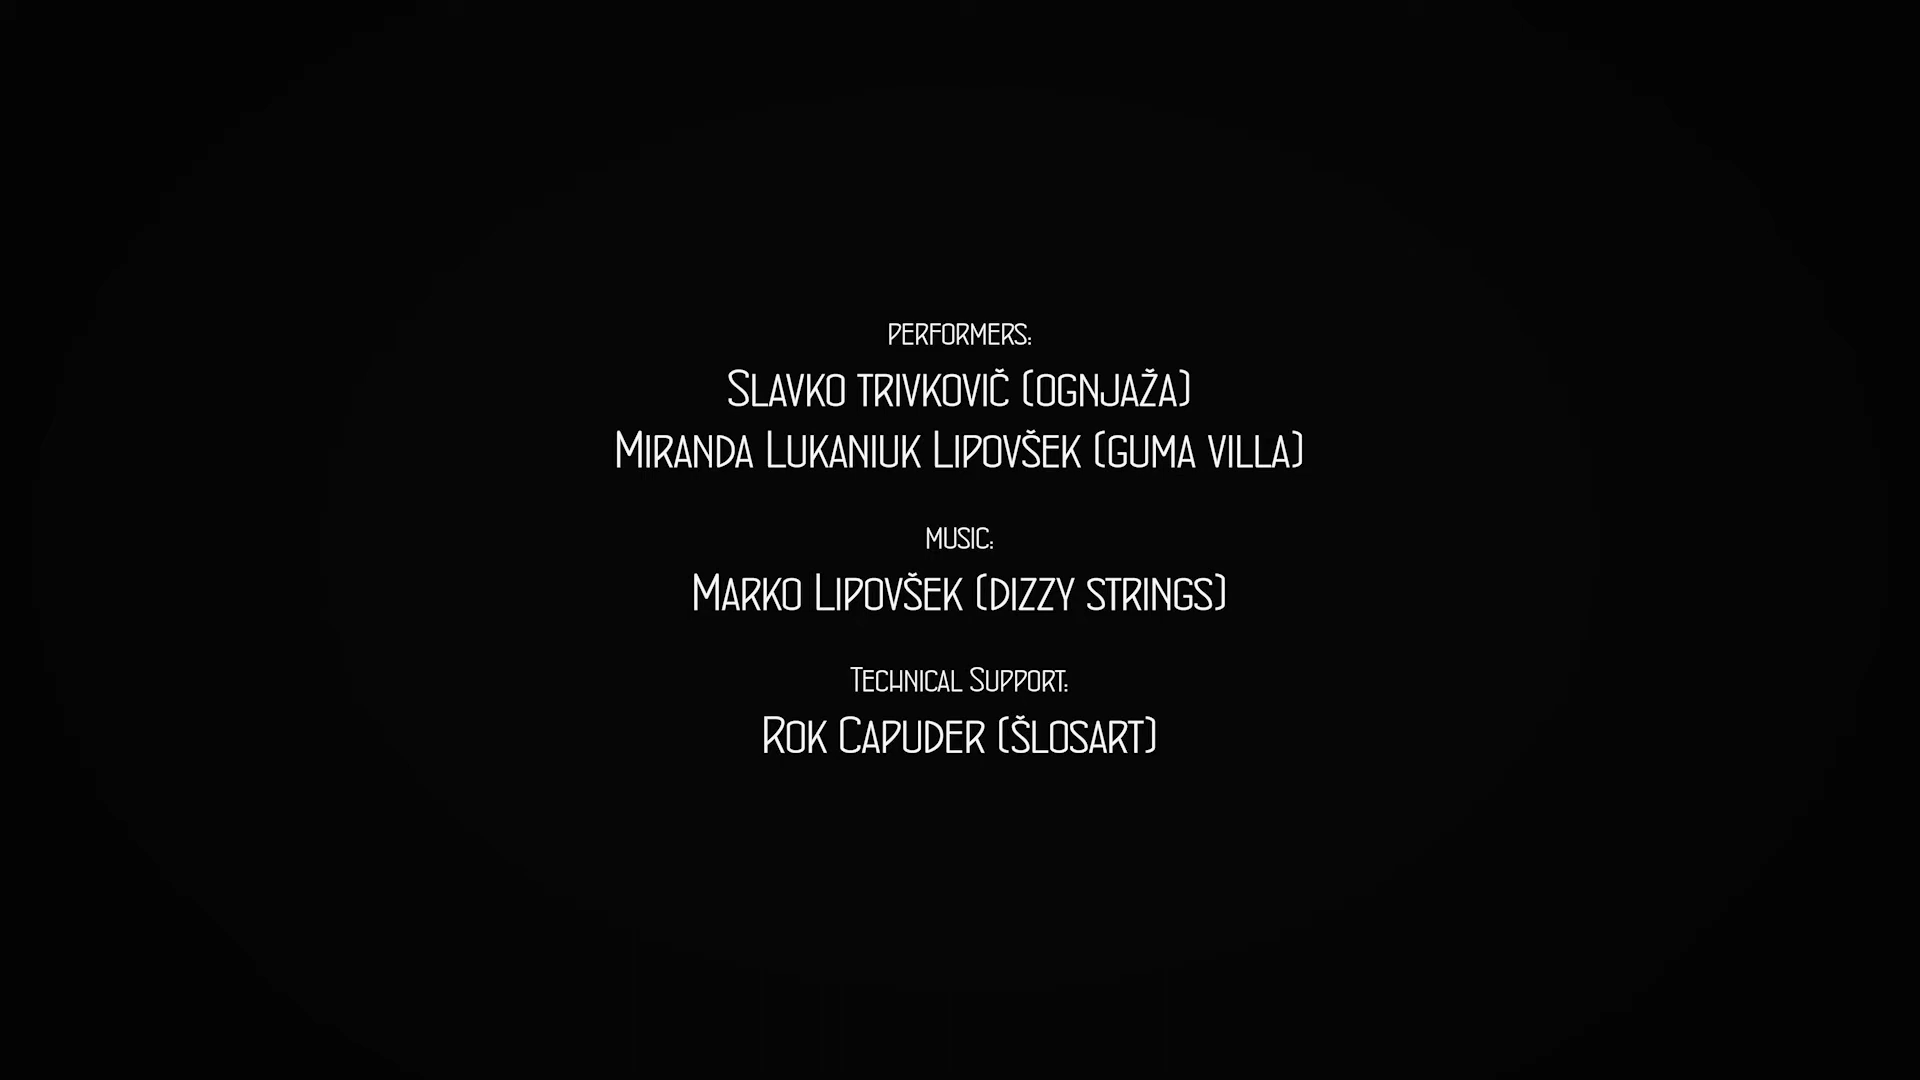 PERFORMERS:
SLAVKO TRIVKOVIČ (OGNJAŽA)
MIRANDA LUKANIUK LIPOVŠEK (GUMA VILLA)
MUSIC:
MARKO LIPOVŠEK (DIZZY STRINGS)
TECHNICAL SUPPORT:
ROK CAPUDER (ŠLOSART)